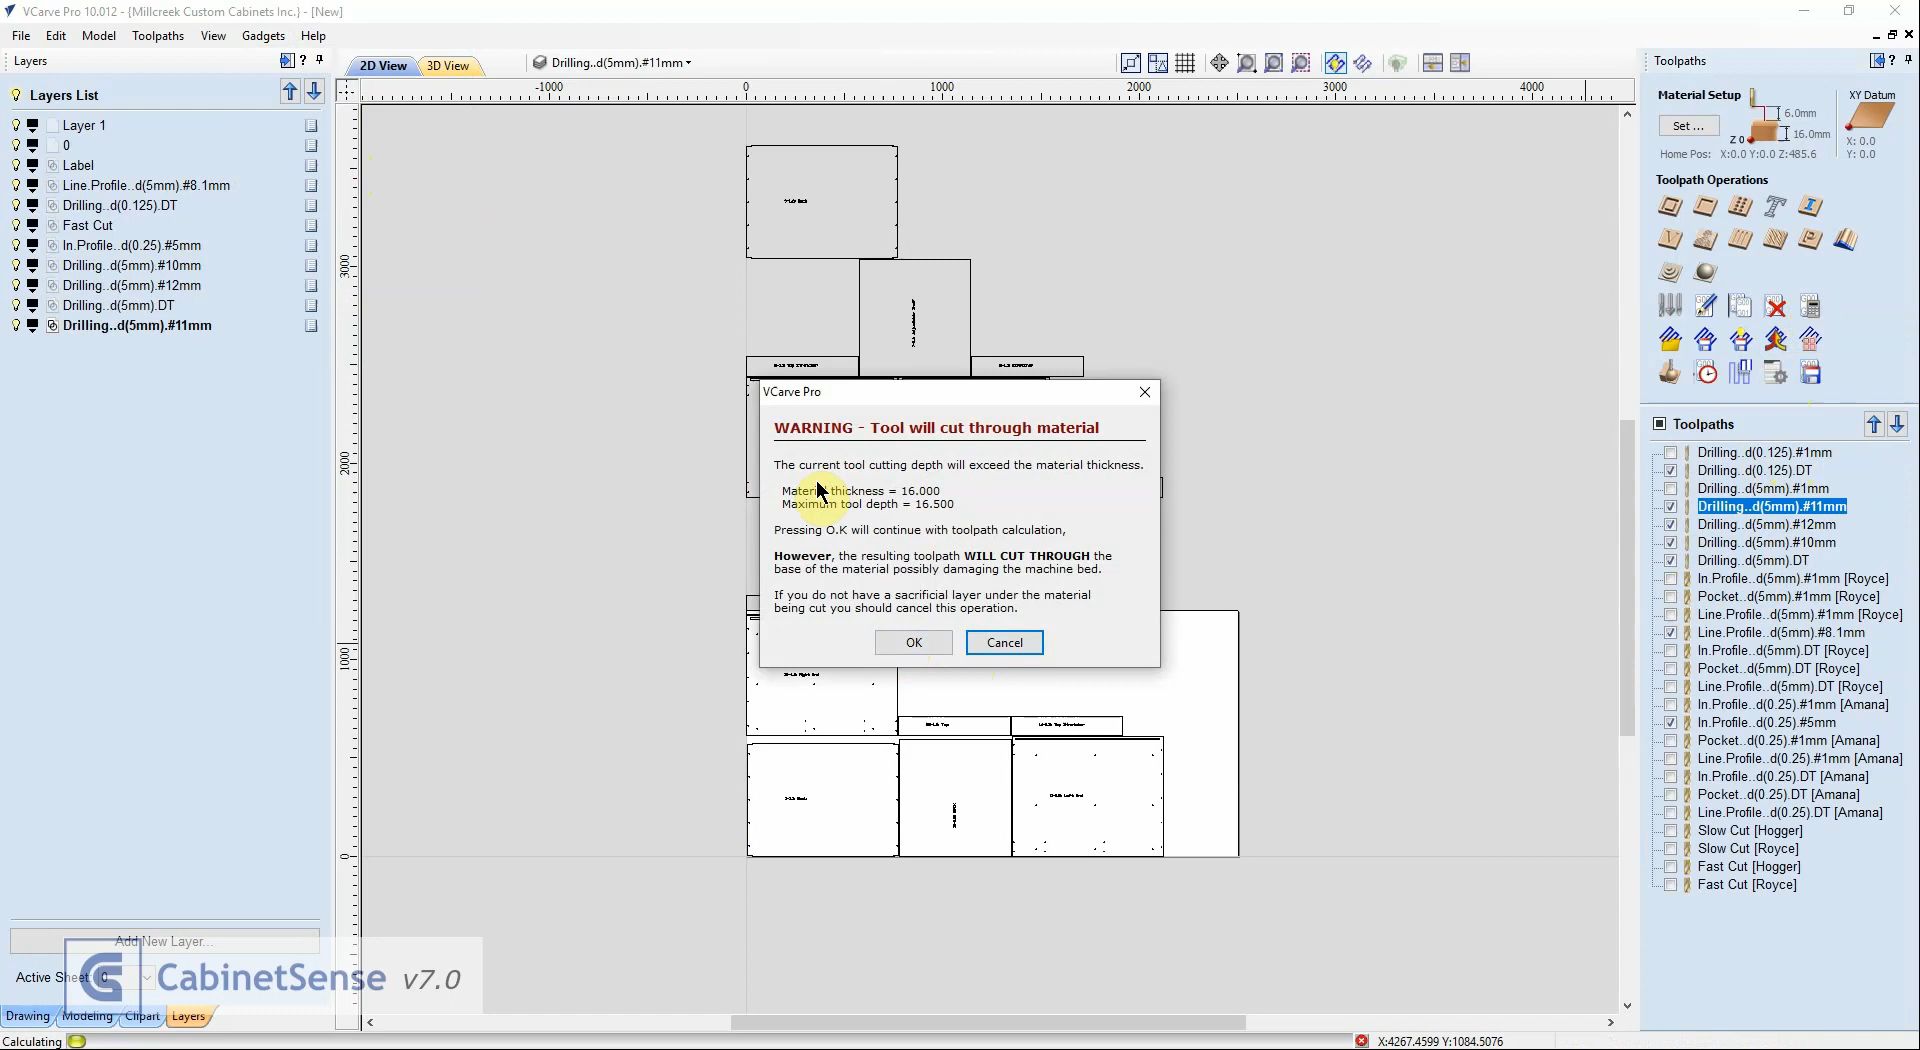 VCarve Pro 10.012 - {Millcreek Custom Cabinets Inc.} - [New]
File Edit Model Toolpaths View Gadgets Help
Layers
Layers List
Layer 1
0
Label
Line.Profile..d(5mm).#8.1mm
Drilling..d(0.125).DT
Fast Cut
In.Profile..d(0.25).#5mm
Drilling..d(5mm).#10mm
Drilling..d(5mm).#12mm
Drilling..d(5mm).DT
Drilling..d(5mm).#11mm
Add New Layer...
Active Sheet 0
CabinetSense v7.0
Drawing Modeling Clipart Layers
Calculating
2D View 3D View Drilling..d(5mm).#11mm
-1000 0 1000 2000 3000 4000
3000
2000
1000
0
VCarve Pro
WARNING - Tool will cut through material
The current tool cutting depth will exceed the material thickness.
Material thickness = 16.000
Maximum tool depth = 16.500
Pressing O.K will continue with toolpath calculation,
However, the resulting toolpath WILL CUT THROUGH the
base of the material possibly damaging the machine bed.
If you do not have a sacrificial layer under the material
being cut you should cancel this operation.
OK Cancel
X:4267.4599 Y:1084.5076
Toolpaths
Material Setup
Set ...
6.0mm
Z 0
16.0mm
XY Datum
X: 0.0
Y: 0.0
Home Pos: X:0.0 Y:0.0 Z:485.6
Toolpath Operations
Toolpaths
Drilling..d(0.125).#1mm
Drilling..d(0.125).DT
Drilling..d(5mm).#1mm
Drilling..d(5mm).#11mm
Drilling..d(5mm).#12mm
Drilling..d(5mm).#10mm
Drilling..d(5mm).DT
In.Profile..d(5mm).#1mm [Royce]
Pocket..d(5mm).#1mm [Royce]
Line.Profile..d(5mm).#1mm [Royce]
Line.Profile..d(5mm).#8.1mm
In.Profile..d(5mm).DT [Royce]
Pocket..d(5mm).DT [Royce]
Line.Profile..d(5mm).DT [Royce]
In.Profile..d(0.25).#1mm [Amana]
In.Profile..d(0.25).#5mm
Pocket..d(0.25).#1mm [Amana]
Line.Profile..d(0.25).#1mm [Amana]
In.Profile..d(0.25).DT [Amana]
Pocket..d(0.25).DT [Amana]
Line.Profile..d(0.25).DT [Amana]
Slow Cut [Hogger]
Slow Cut [Royce]
Fast Cut [Hogger]
Fast Cut [Royce]